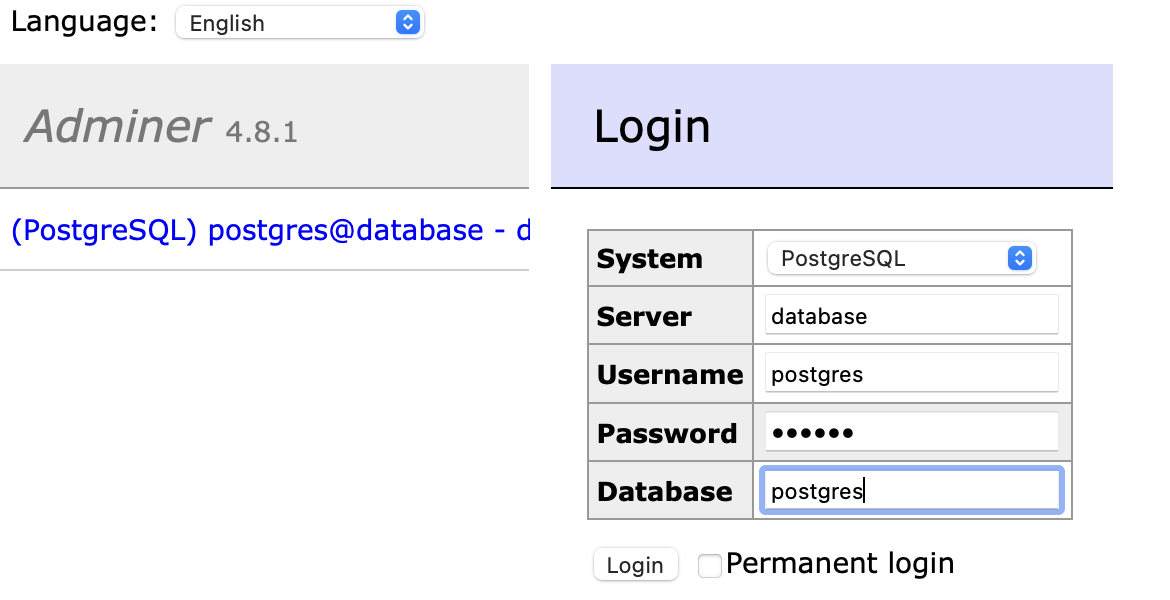 Language: English
Adminer 4.8.1
(PostgreSQL) postgres@database - d
Login
System PostgreSQL
Server database
Username postgres
Password ••••••
Database postgres
Login Permanent login